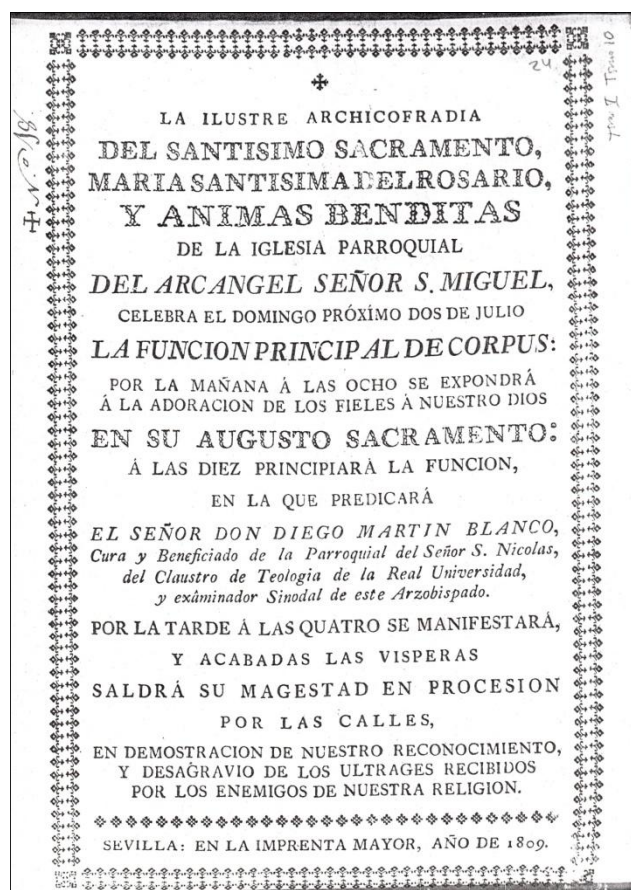 24
Tomo 10
✠
LA ILUSTRE ARCHICOFRADIA
DEL SANTISIMO SACRAMENTO,
MARIA SANTISIMA DEL ROSARIO,
Y ANIMAS BENDITAS
DE LA IGLESIA PARROQUIAL
DEL ARCANGEL SEÑOR S. MIGUEL,
CELEBRA EL DOMINGO PRÓXÍMO DOS DE JULIO
LA FUNCION PRINCIPAL DE CORPUS:
POR LA MAÑANA Á LAS OCHO SE EXPONDRÁ
Á LA ADORACION DE LOS FIELES Á NUESTRO DIOS
EN SU AUGUSTO SACRAMENTO:
Á LAS DIEZ PRINCIPIARÁ LA FUNCION,
EN LA QUE PREDICARÁ
EL SEÑOR DON DIEGO MARTIN BLANCO,
Cura y Beneficiado de la Parroquial del Señor S. Nicolas,
del Claustro de Teologia de la Real Universidad,
y exâminador Sinodal de este Arzobispado.
POR LA TARDE Á LAS QUATRO SE MANIFESTARÁ,
Y ACABADAS LAS VISPERAS
SALDRÁ SU MAGESTAD EN PROCESION
POR LAS CALLES,
EN DEMOSTRACION DE NUESTRO RECONOCIMIENTO,
Y DESAGRAVIO DE LOS ULTRAGES RECIBIDOS
POR LOS ENEMIGOS DE NUESTRA RELIGION.
SEVILLA: EN LA IMPRENTA MAYOR, AÑO DE 1809.